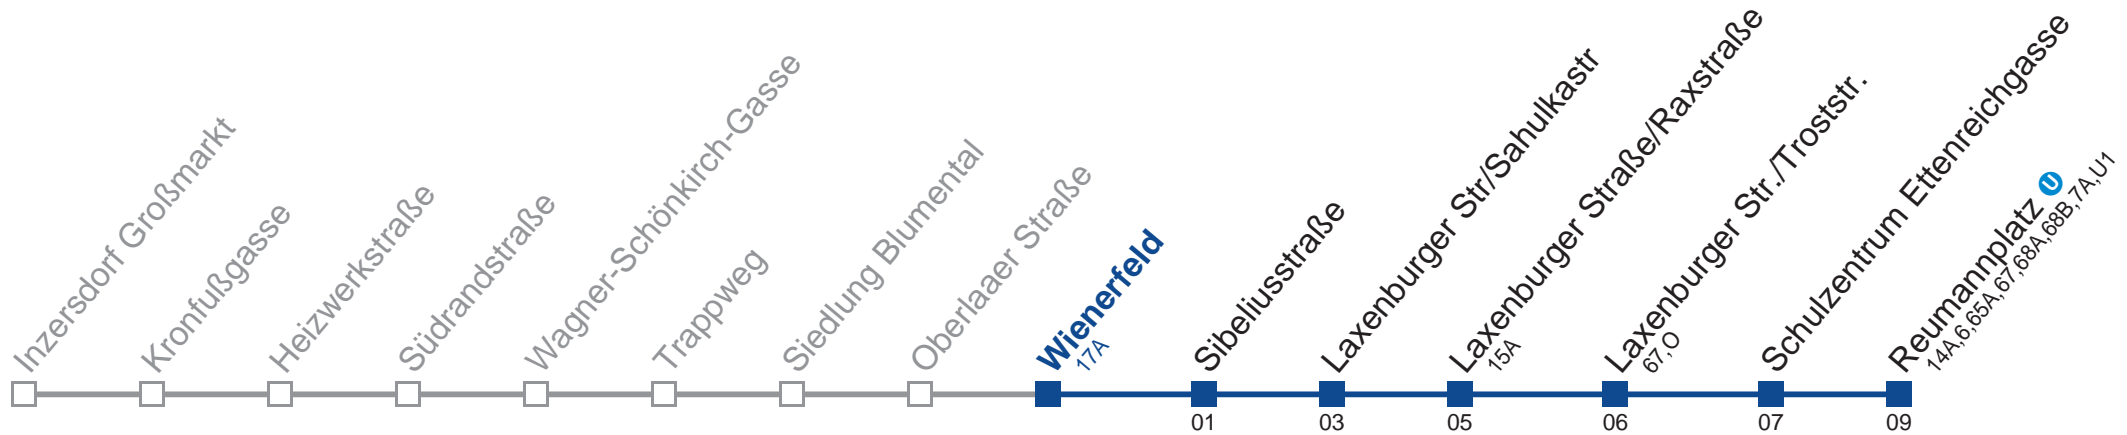 Inzersdorf Großmarkt
Kronfußgasse
Heizwerkstraße
Südrandstraße
Wagner-Schönkirch-Gasse
Trappweg
Siedlung Blumental
Oberlaaer Straße
Wienerfeld
17A
Sibeliusstraße
01
Laxenburger Str/Sahulkastr
03
Laxenburger Straße/Raxstraße
15A
05
Laxenburger Str./Troststr.
67,O
06
Schulzentrum Ettenreichgasse
07
Reumannplatz U
14A,6,65A,67,68A,68B,7A,U1
09